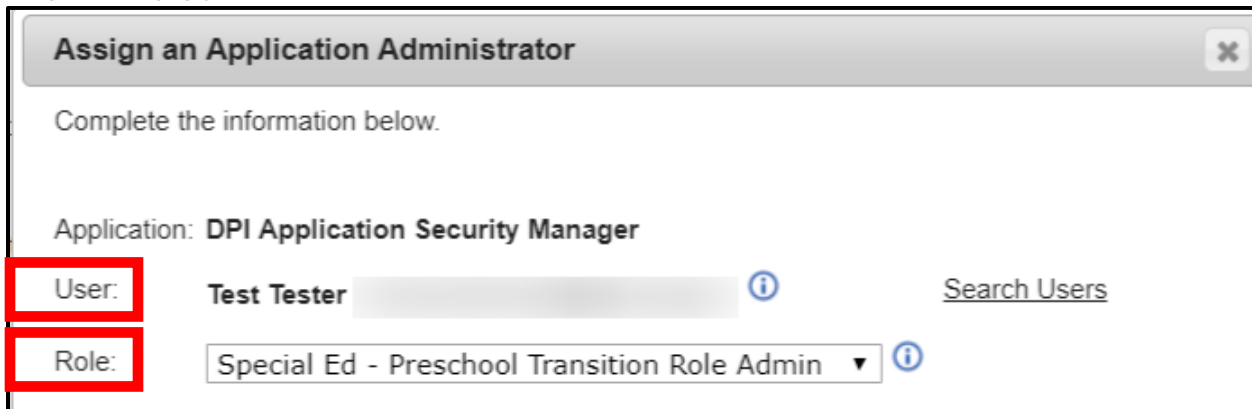 Assign an Application Administrator
Complete the information below.
Application: DPI Application Security Manager
User: Test Tester Search Users
Role: Special Ed - Preschool Transition Role Admin